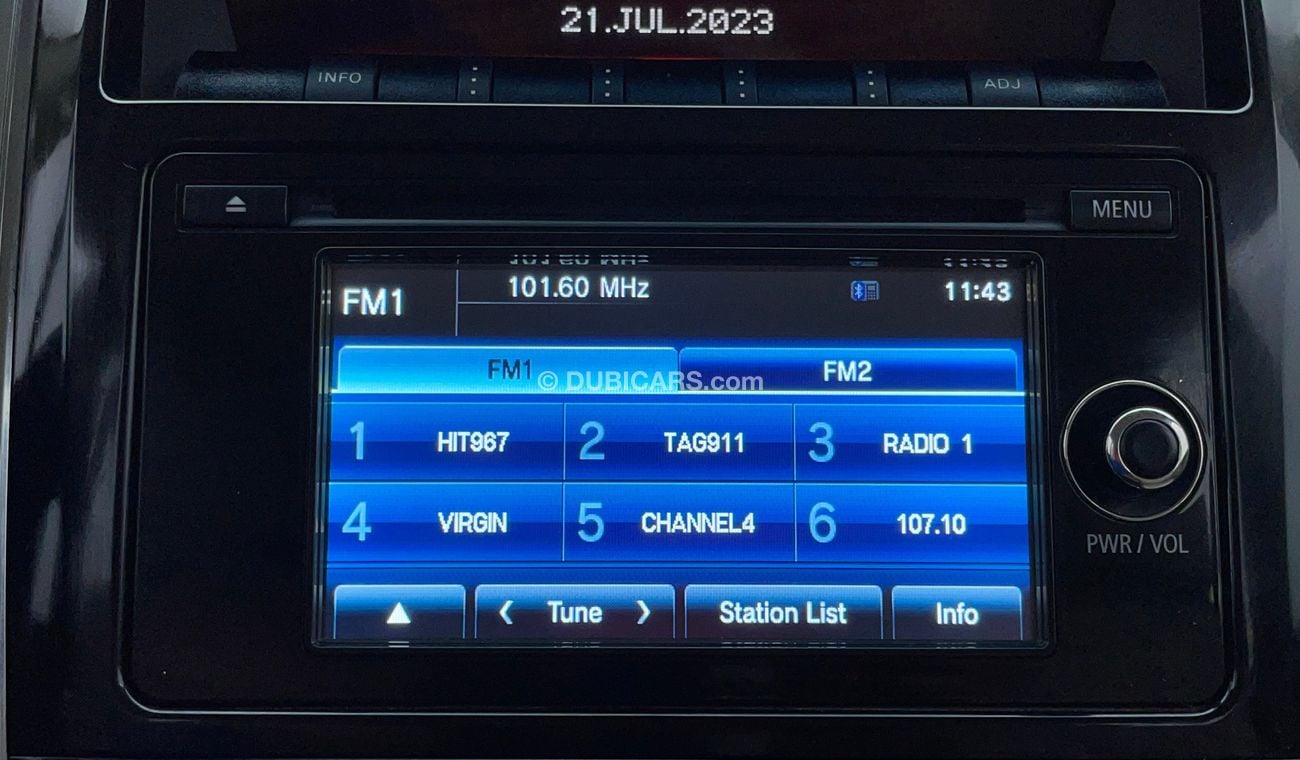 21.JUL.2023
INFO
ADJ
MENU
101.60 MHz
FM1
11:43
FM1
FM2
© DUBICARS.com
1 HIT967 2 TAG911 3 RADIO 1
4 VIRGIN 5 CHANNEL4 6 107.10
PWR / VOL
Tune
Station List
Info